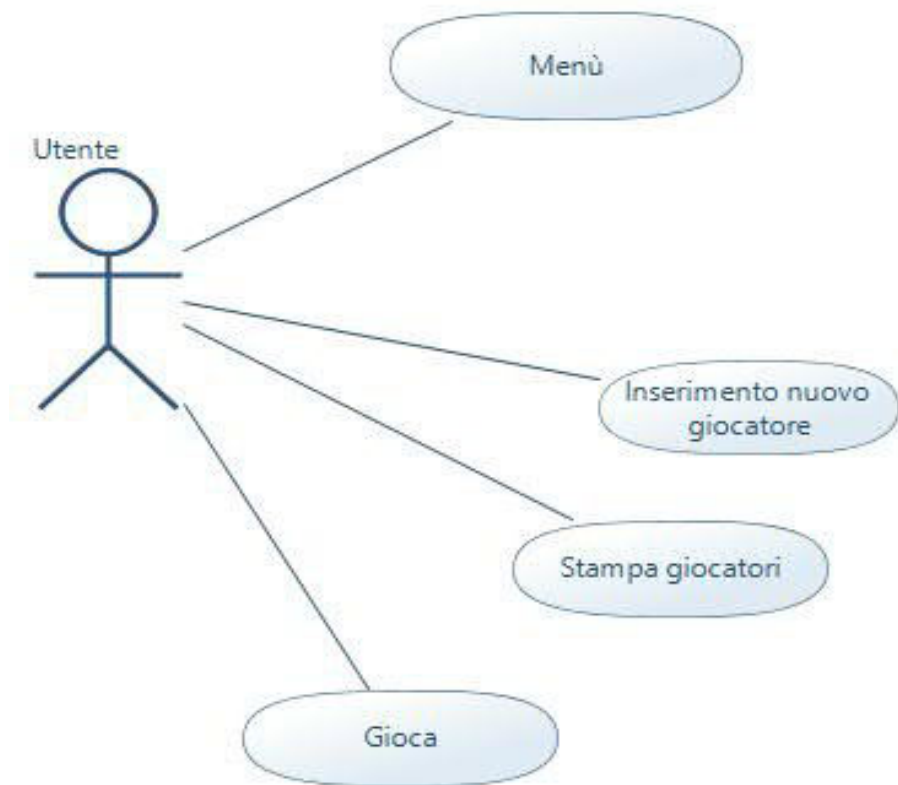 Menù
Utente
Inserimento nuovo
giocatore
Stampa giocatori
Gioca